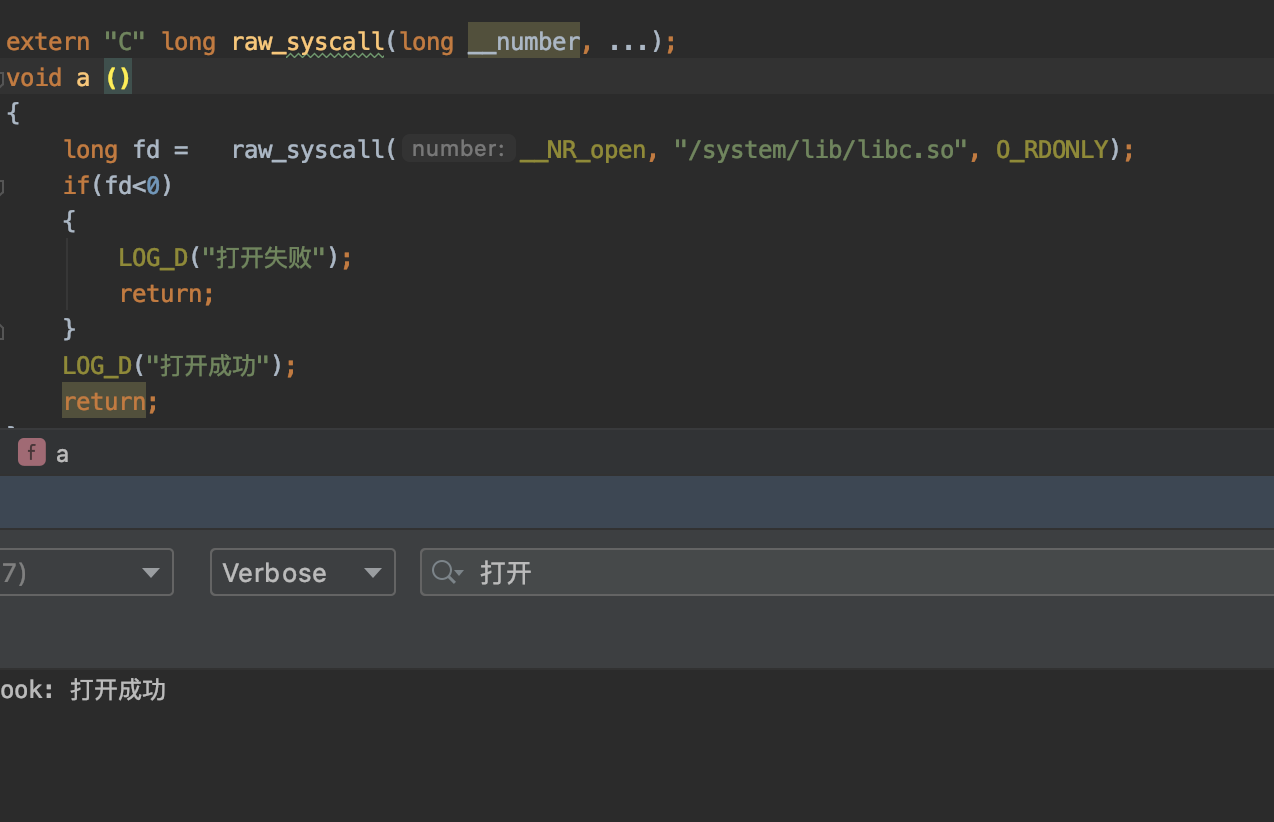 extern "C" long raw_syscall(long __number, ...);
void a ()
{
long fd = raw_syscall( number: __NR_open, "/system/lib/libc.so", O_RDONLY);
if(fd<0)
{
LOG_D("打开失败");
return;
}
LOG_D("打开成功");
return;
f a
7) Verbose 打开
ook: 打开成功